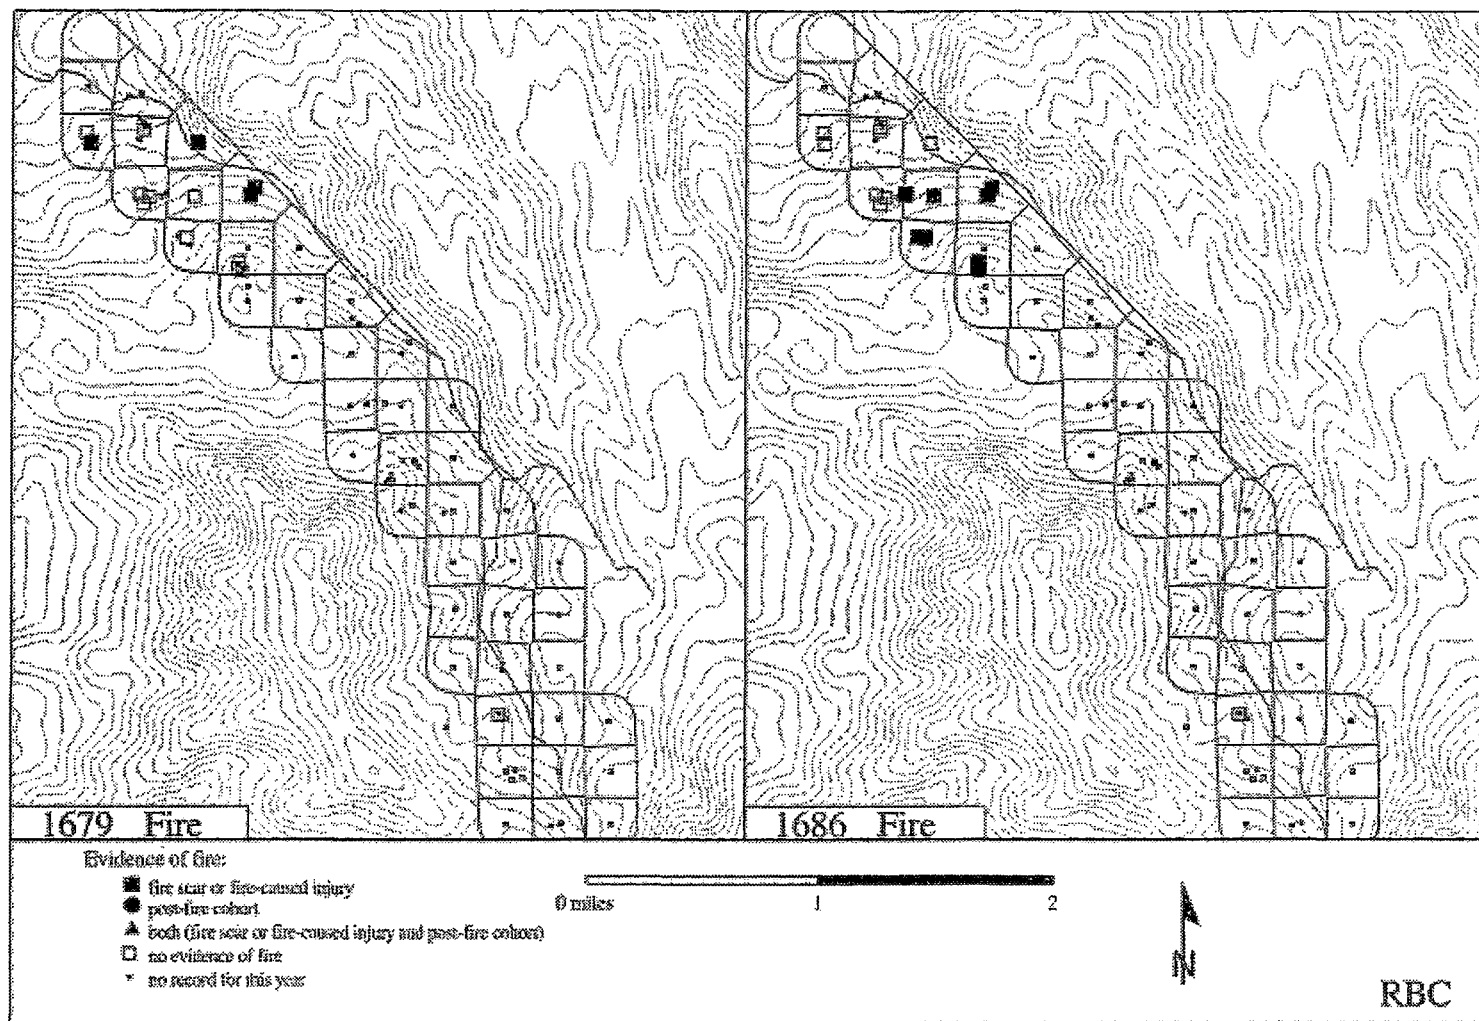 1679 Fire
1686 Fire
Evidence of fire:
fire scar or fire-caused injury
post-fire cohort
both (fire scar or fire-caused injury and post-fire cohort)
no evidence of fire
no record for this year
0 miles 1 2
N
RBC